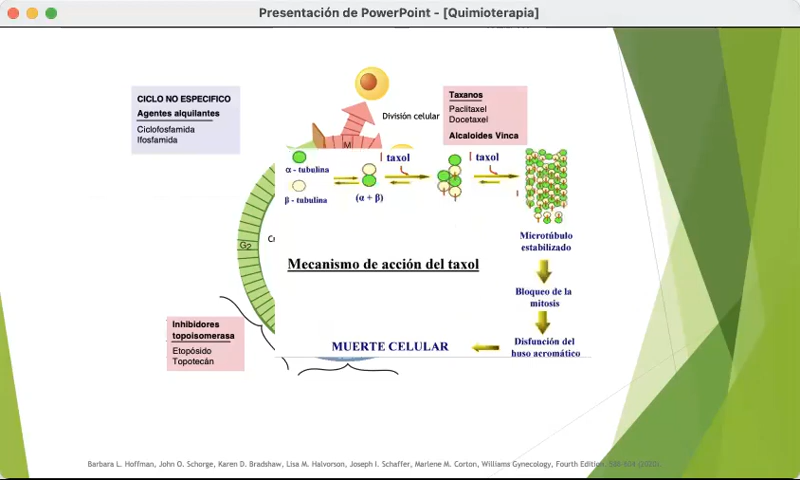 Presentación de PowerPoint - [Quimioterapia]
CICLO NO ESPECIFICO
Agentes alquilantes
Ciclofosfamida
Ifosfamida
División celular
M
Taxanos
Paclitaxel
Docetaxel
Alcaloides Vinca
α - tubulina
β - tubulina
(α + β)
taxol
taxol
Microtúbulo
estabilizado
G2
Mecanismo de acción del taxol
Bloqueo de la
mitosis
Disfunción del
huso acromático
MUERTE CELULAR
Inhibidores
topoisomerasa
Etopósido
Topotecán
Barbara L. Hoffman, John O. Schorge, Karen D. Bradshaw, Lisa M. Halvorson, Joseph I. Schaffer, Marlene M. Corton, Williams Gynecology, Fourth Edition, (2020)